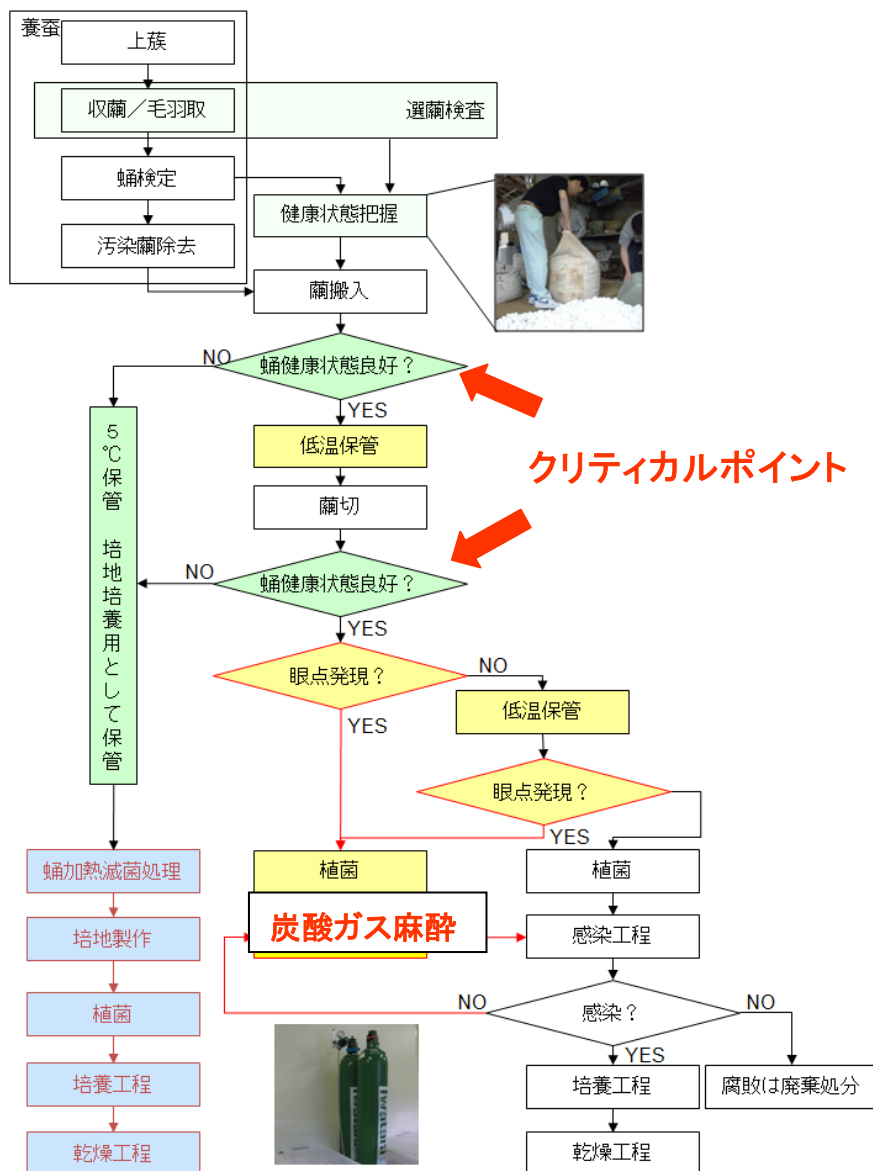 養蚕
上蔟
収繭／毛羽取
選繭検査
蛹検定
健康状態把握
汚染繭除去
繭搬入
NO
蛹健康状態良好？
YES
低温保管
クリティカルポイント
繭切
５℃保管　培地培養用として保管
NO
蛹健康状態良好？
YES
眼点発現？
NO
低温保管
YES
眼点発現？
YES
蛹加熱滅菌処理
植菌
植菌
培地製作
炭酸ガス麻酔
感染工程
植菌
NO
感染？
NO
YES
培養工程
培養工程
腐敗は廃棄処分
乾燥工程
乾燥工程